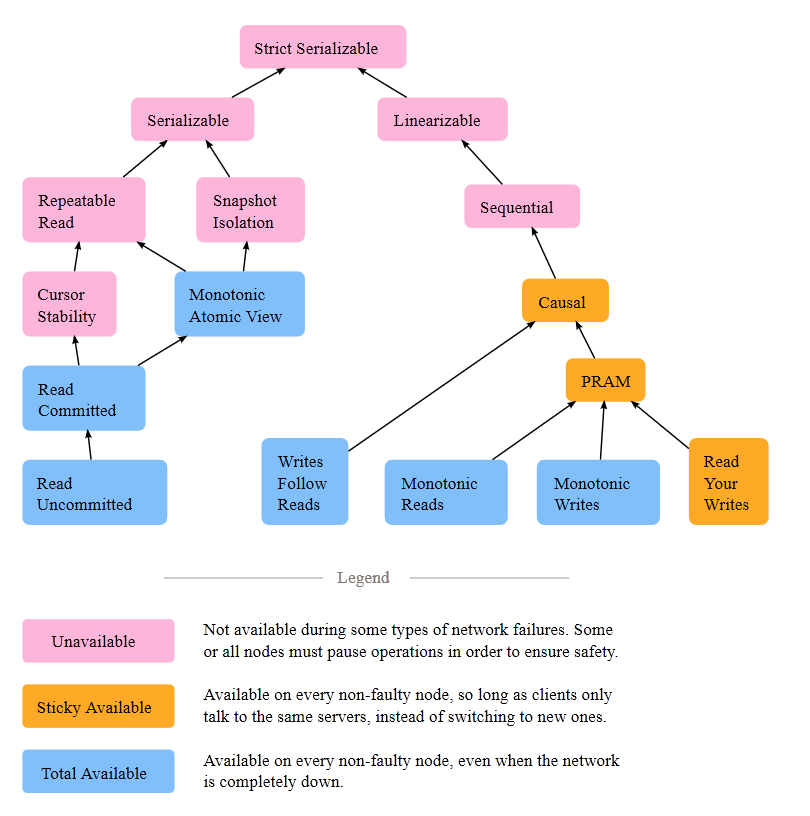 Strict Serializable
Serializable
Linearizable
Repeatable
Read
Snapshot
Isolation
Sequential
Cursor
Stability
Monotonic
Atomic View
Causal
Read
Committed
PRAM
Read
Uncommitted
Writes
Follow
Reads
Monotonic
Reads
Monotonic
Writes
Read
Your
Writes
Legend
Unavailable
Not available during some types of network failures. Some
or all nodes must pause operations in order to ensure safety.
Sticky Available
Available on every non-faulty node, so long as clients only
talk to the same servers, instead of switching to new ones.
Total Available
Available on every non-faulty node, even when the network
is completely down.